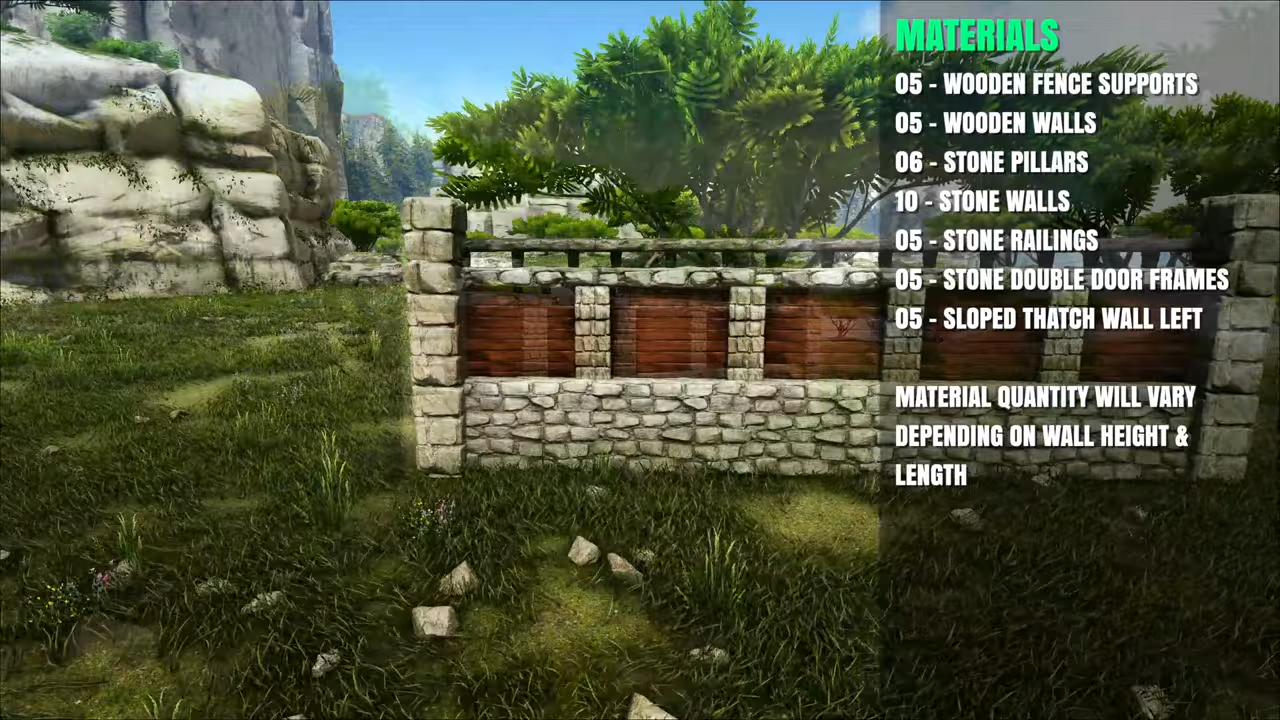 MATERIALS
05 - WOODEN FENCE SUPPORTS
05 - WOODEN WALLS
06 - STONE PILLARS
10 - STONE WALLS
05 - STONE RAILINGS
05 - STONE DOUBLE DOOR FRAMES
05 - SLOPED THATCH WALL LEFT
MATERIAL QUANTITY WILL VARY
DEPENDING ON WALL HEIGHT &
LENGTH